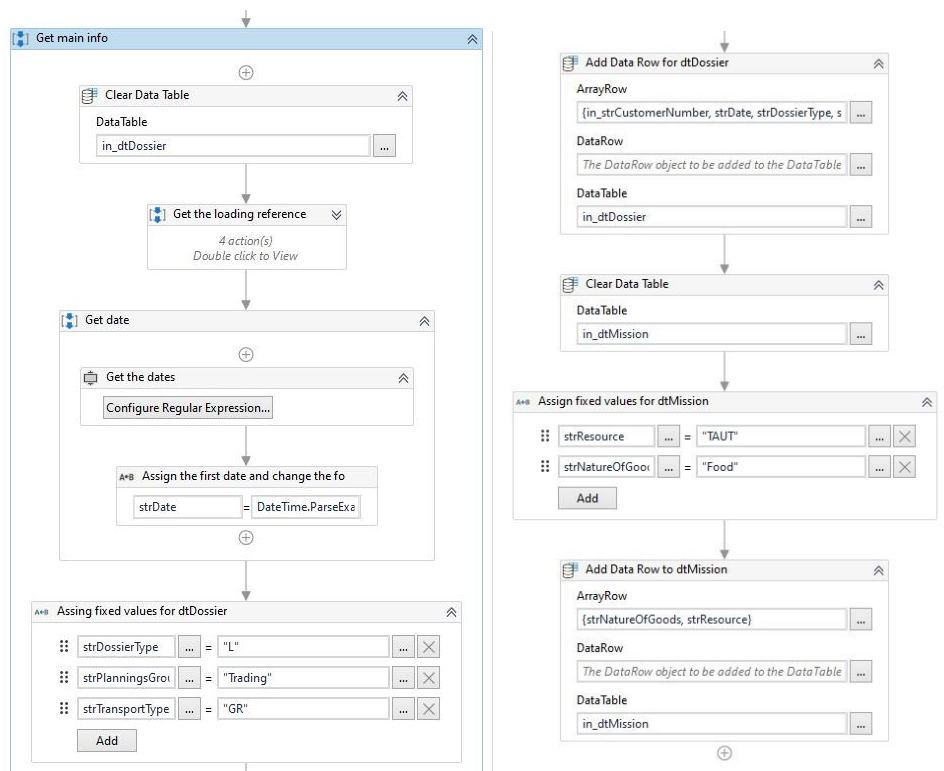 Get main info
Clear Data Table
DataTable
in_dtDossier
...
Get the loading reference
4 action(s)
Double click to View
Get date
Get the dates
Configure Regular Expression...
A+B Assign the first date and change the fo
strDate = DateTime.ParseExa
A+B Assing fixed values for dtDossier
strDossierType ... = "L" ...
strPlanningsGrou ... = "Trading" ...
strTransportType ... = "GR" ...
Add
Add Data Row for dtDossier
ArrayRow
{in_strCustomerNumber, strDate, strDossierType, s ...
DataRow
The DataRow object to be added to the DataTable ...
DataTable
in_dtDossier ...
Clear Data Table
DataTable
in_dtMission ...
A+B Assign fixed values for dtMission
strResource ... = "TAUT" ...
strNatureOfGoo ... = "Food" ...
Add
Add Data Row to dtMission
ArrayRow
{strNatureOfGoods, strResource} ...
DataRow
The DataRow object to be added to the DataTable ...
DataTable
in_dtMission ...